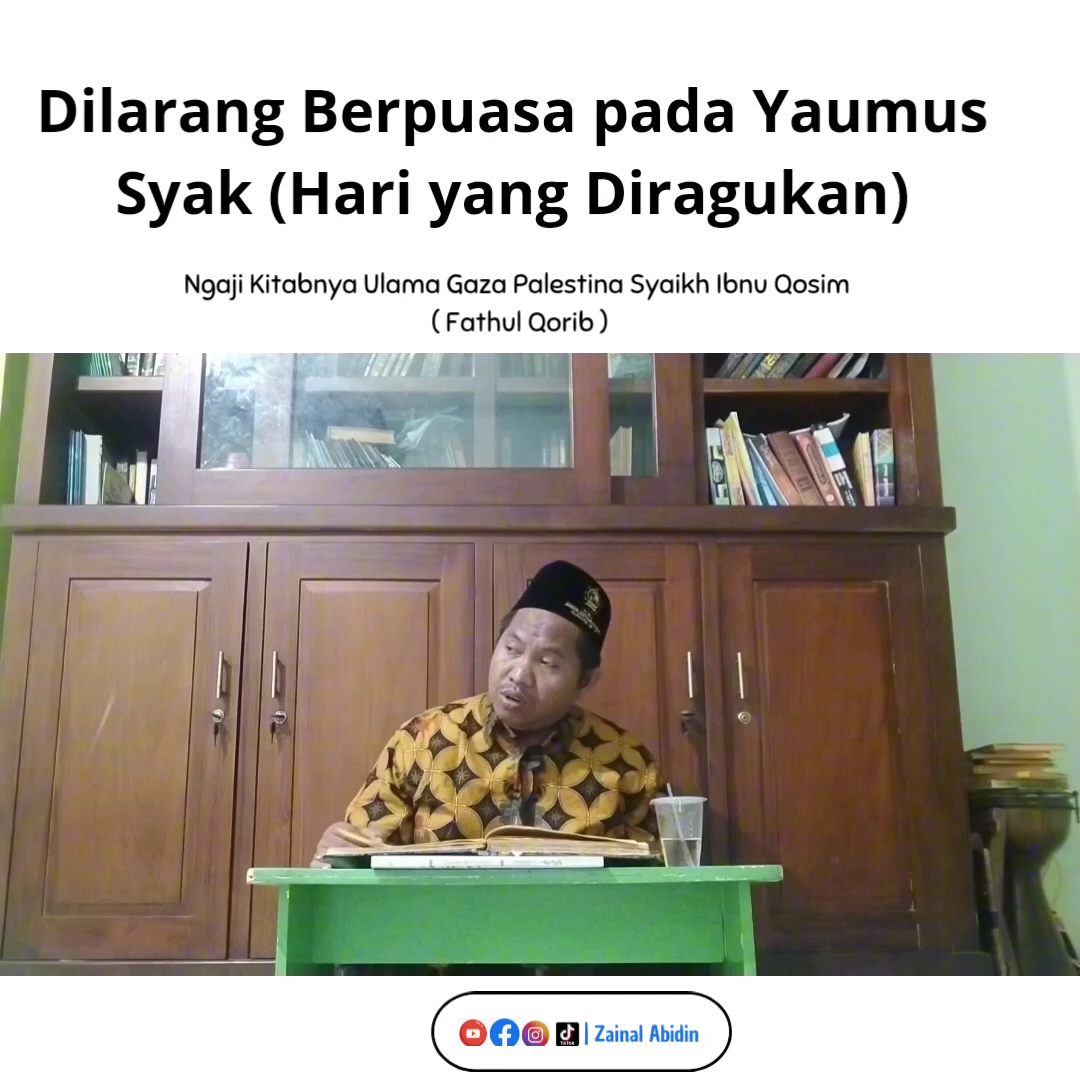 Dilarang Berpuasa pada Yaumus
Syak (Hari yang Diragukan)
Ngaji Kitabnya Ulama Gaza Palestina Syaikh Ibnu Qosim
( Fathul Qorib )
TikTok
| Zainal Abidin